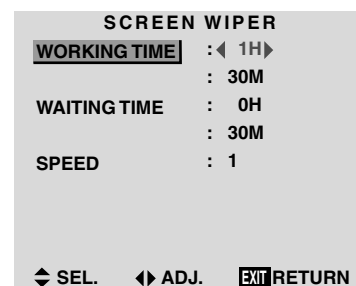 SCREEN WIPER
WORKING TIME : ◀ 1H▶
: 30M
WAITING TIME : 0H
: 30M
SPEED : 1
▲▼ SEL. ◀▶ ADJ. EXIT RETURN